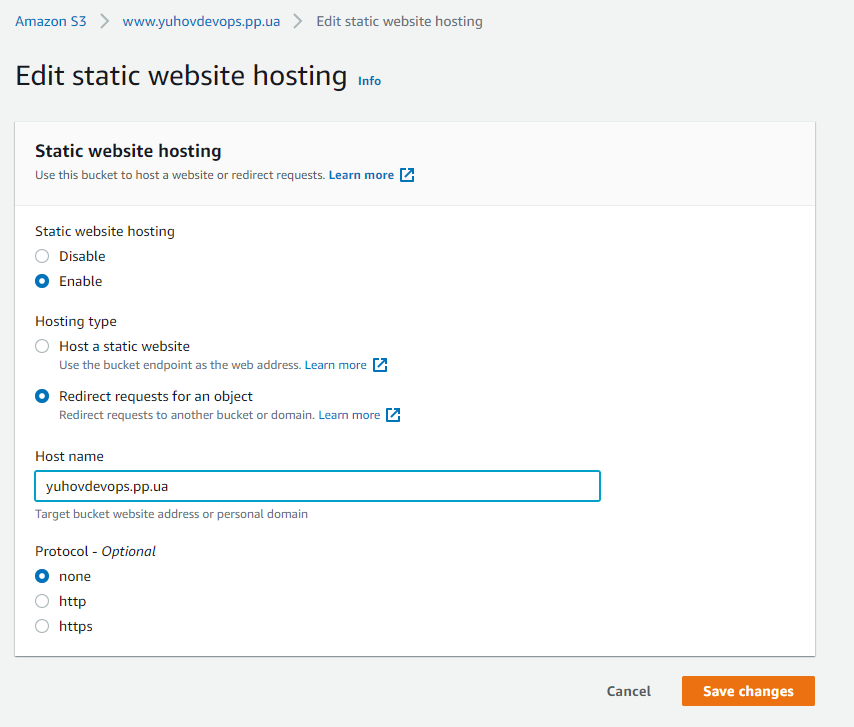 Amazon S3 > www.yuhovdevops.pp.ua > Edit static website hosting
Edit static website hosting Info
Static website hosting
Use this bucket to host a website or redirect requests. Learn more
Static website hosting
Disable
Enable
Hosting type
Host a static website
Use the bucket endpoint as the web address. Learn more
Redirect requests for an object
Redirect requests to another bucket or domain. Learn more
Host name
yuhovdevops.pp.ua
Target bucket website address or personal domain
Protocol - Optional
none
http
https
Cancel Save changes